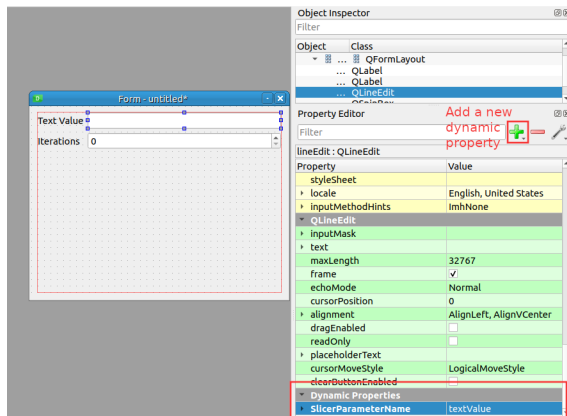 Object Inspector
Filter
Object Class
... QFormLayout
... QLabel
... QLabel
... QLineEdit
... QSpinBox
Form - untitled*
Text Value
Iterations 0
Property Editor
Add a new dynamic property
Filter
lineEdit : QLineEdit
Property Value
styleSheet
locale English, United States
inputMethodHints ImhNone
QLineEdit
inputMask
text
maxLength 32767
frame
echoMode Normal
cursorPosition 0
alignment AlignLeft, AlignVCenter
dragEnabled
readOnly
placeholderText
cursorMoveStyle LogicalMoveStyle
clearButtonEnabled
Dynamic Properties
SlicerParameterName textValue